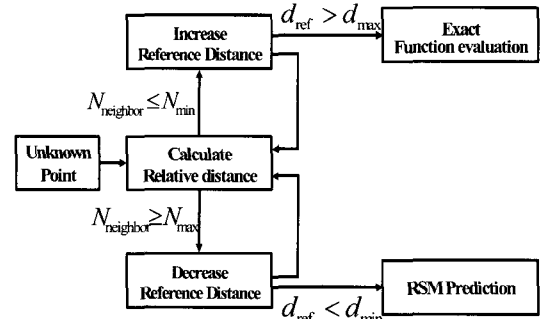 Increase
Reference Distance
d_ref > d_max
Exact
Function evaluation
N_neighbor ≤ N_min
Unknown
Point
Calculate
Relative distance
N_neighbor ≥ N_max
Decrease
Reference Distance
d_ref < d_min
RSM Prediction